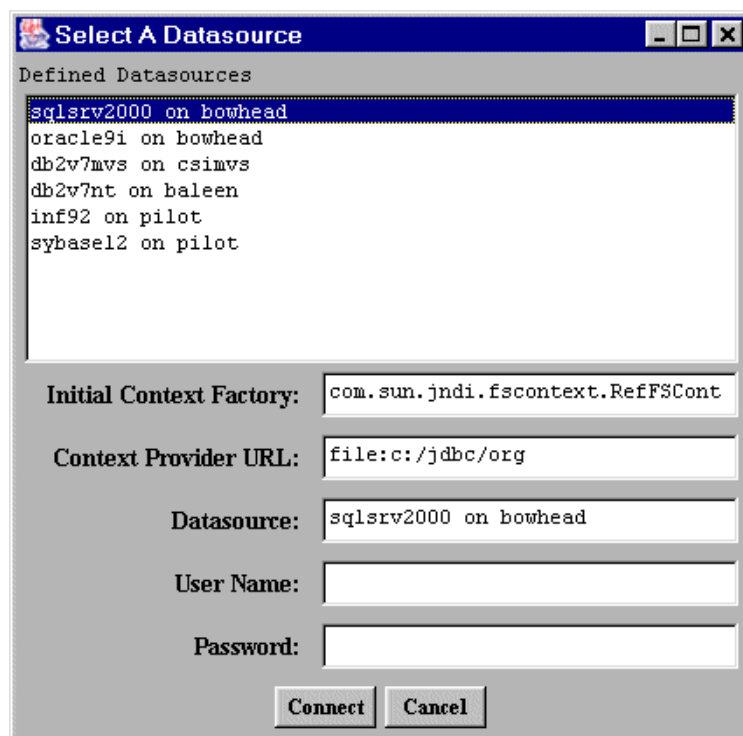 Select A Datasource
Defined Datasources
sqlsrv2000 on bowhead
oracle9i on bowhead
db2v7mvs on csimvs
db2v7nt on baleen
inf92 on pilot
sybase12 on pilot
Initial Context Factory: com.sun.jndi.fscontext.RefFSCont
Context Provider URL: file:c:/jdbc/org
Datasource: sqlsrv2000 on bowhead
User Name:
Password:
Connect Cancel